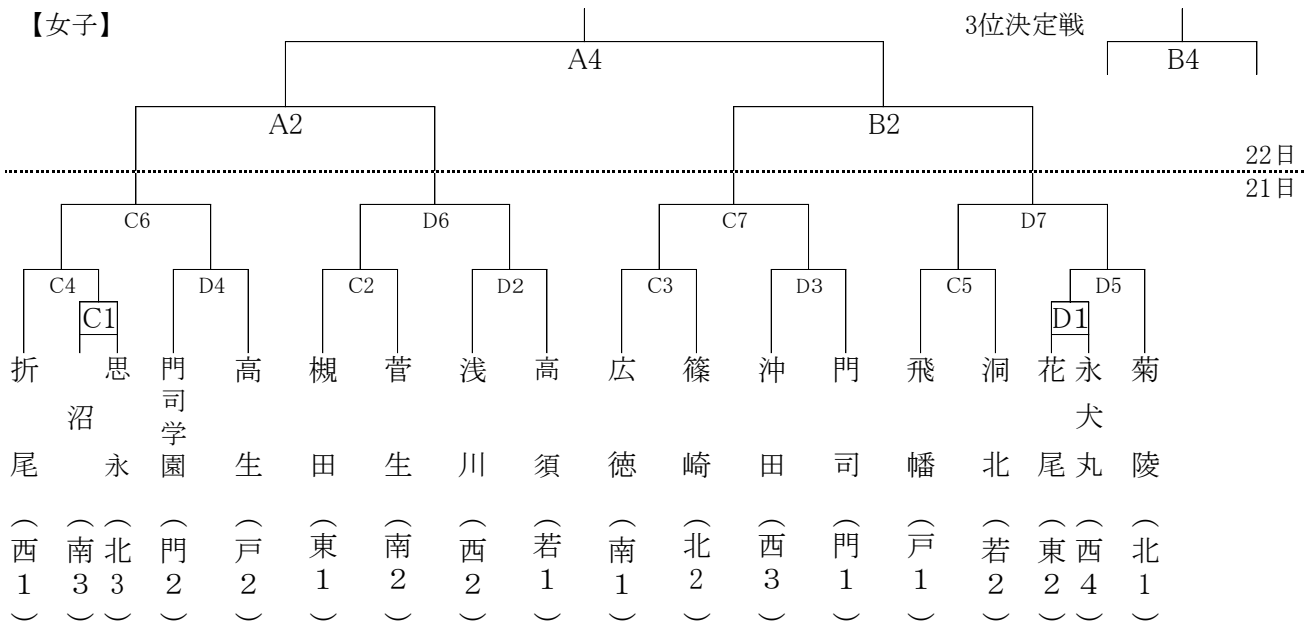 【女子】
3位決定戦
A4
B4
A2
B2
22日
21日
C6
D6
C7
D7
C4
D4
C2
D2
C3
D3
C5
D5
C1
D1
折尾（西1）
沼（南3）
思永（北3）
門司学園（門2）
高生（戸2）
槻田（東1）
菅生（南2）
浅川（西2）
高須（若1）
広徳（南1）
篠崎（北2）
沖田（西3）
門司（門1）
飛幡（戸1）
洞北（若2）
花尾（東2）
永犬丸（西4）
菊陵（北1）